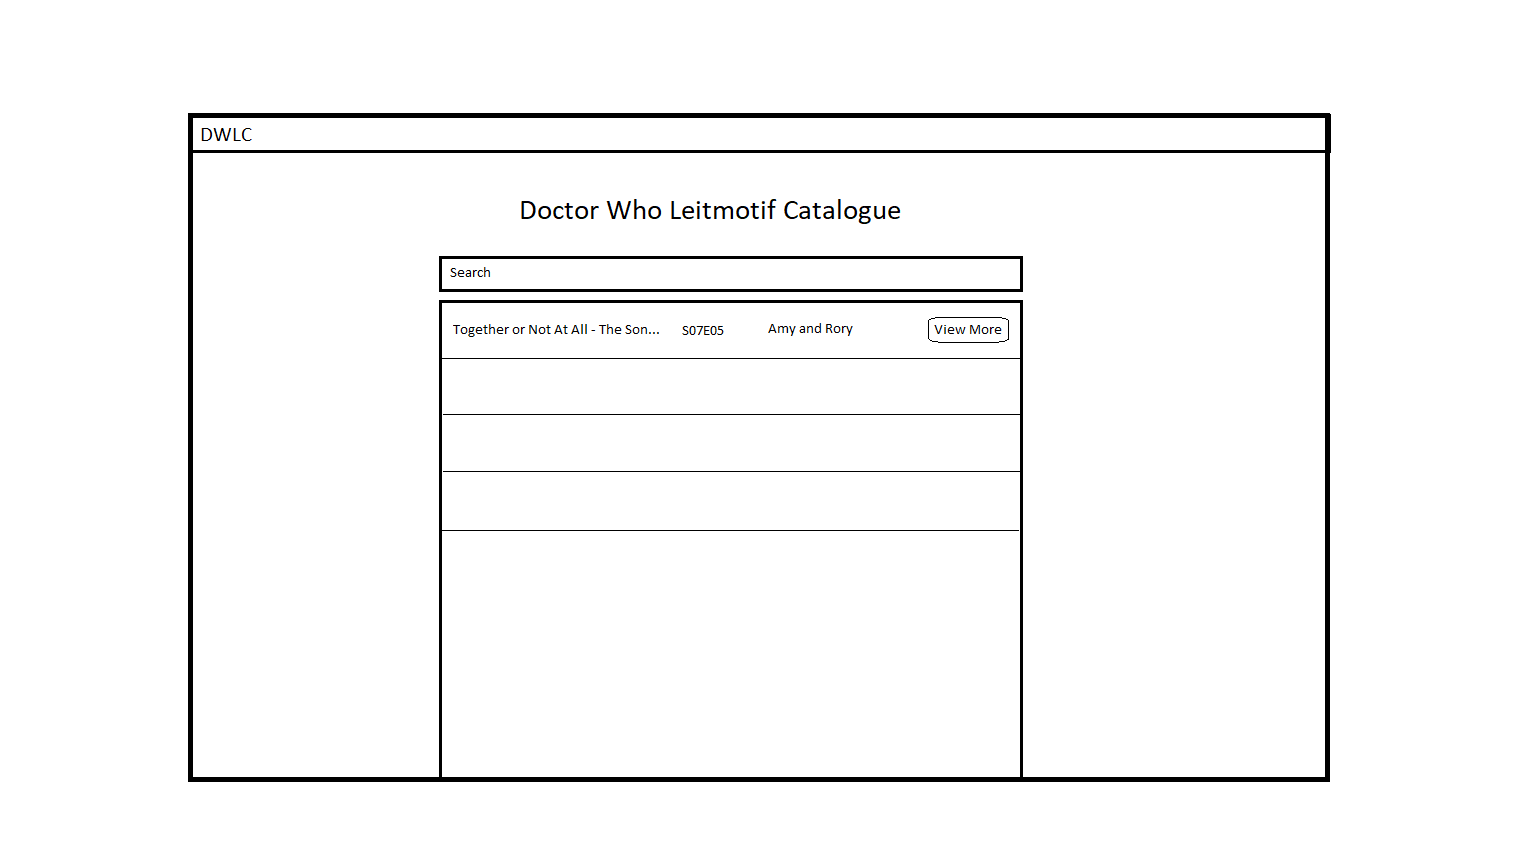 DWLC
Doctor Who Leitmotif Catalogue
Search
Together or Not At All - The Son... S07E05 Amy and Rory View More